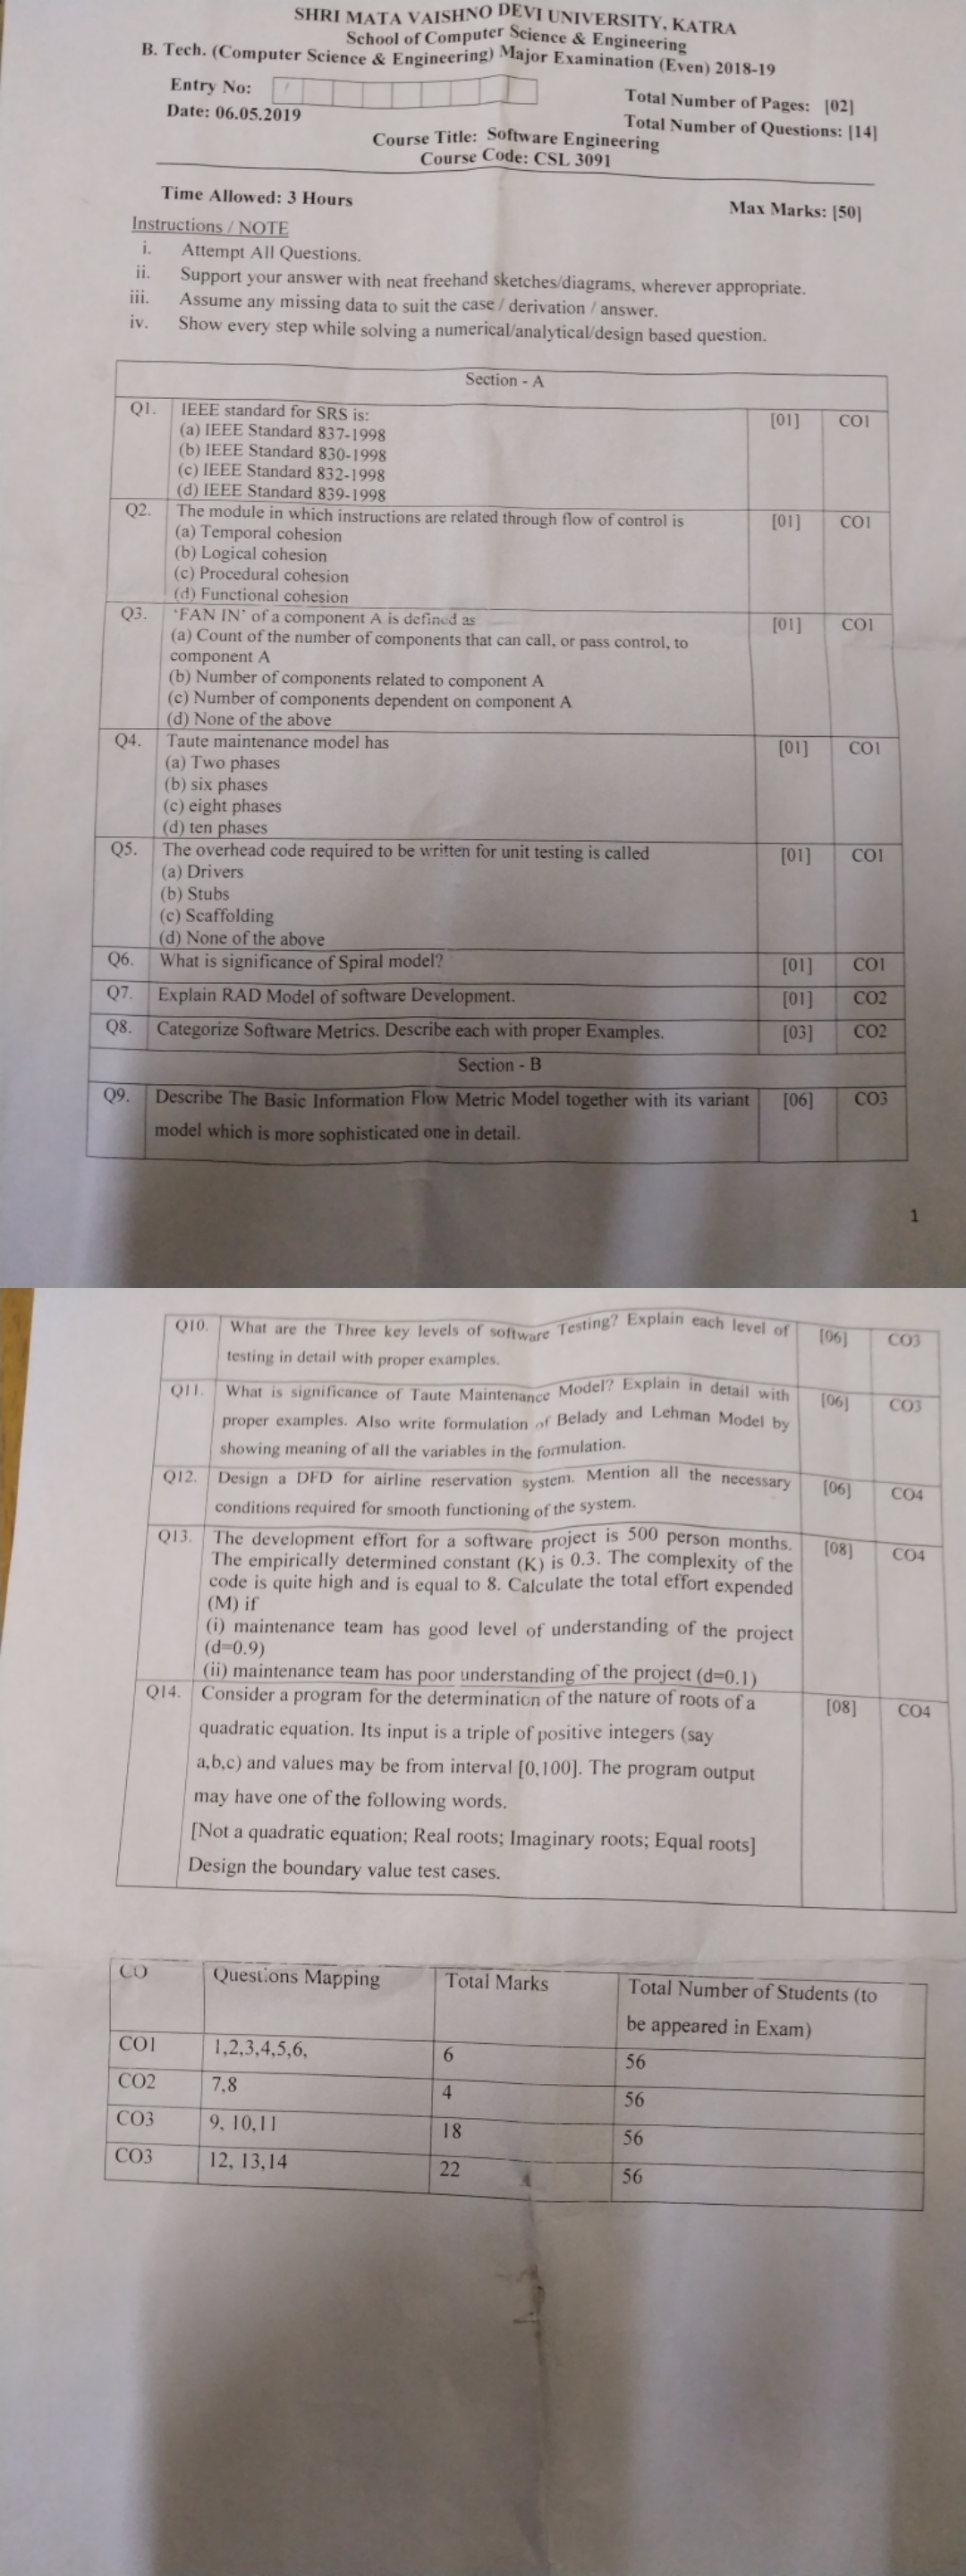 SHRI MATA VAISHNO DEVI UNIVERSITY, KATRA
School of Computer Science & Engineering
B. Tech. (Computer Science & Engineering) Major Examination (Even) 2018-19
Entry No:
Total Number of Pages: [02]
Date: 06.05.2019
Total Number of Questions: [14]
Course Title: Software Engineering
Course Code: CSL 3091
Time Allowed: 3 Hours
Max Marks: [50]
Instructions / NOTE
i. Attempt All Questions.
ii. Support your answer with neat freehand sketches/diagrams, wherever appropriate.
iii. Assume any missing data to suit the case / derivation / answer.
iv. Show every step while solving a numerical/analytical/design based question.
Section - A
Q1. IEEE standard for SRS is: [01] CO1
(a) IEEE Standard 837-1998
(b) IEEE Standard 830-1998
(c) IEEE Standard 832-1998
(d) IEEE Standard 839-1998
Q2. The module in which instructions are related through flow of control is [01] CO1
(a) Temporal cohesion
(b) Logical cohesion
(c) Procedural cohesion
(d) Functional cohesion
Q3. 'FAN IN' of a component A is defined as [01] CO1
(a) Count of the number of components that can call, or pass control, to
component A
(b) Number of components related to component A
(c) Number of components dependent on component A
(d) None of the above
Q4. Taute maintenance model has [01] CO1
(a) Two phases
(b) six phases
(c) eight phases
(d) ten phases
Q5. The overhead code required to be written for unit testing is called [01] CO1
(a) Drivers
(b) Stubs
(c) Scaffolding
(d) None of the above
Q6. What is significance of Spiral model? [01] CO1
Q7. Explain RAD Model of software Development. [01] CO2
Q8. Categorize Software Metrics. Describe each with proper Examples. [03] CO2
Section - B
Q9. Describe The Basic Information Flow Metric Model together with its variant [06] CO3
model which is more sophisticated one in detail.
1
Q10. What are the Three key levels of software Testing? Explain each level of [06] CO3
testing in detail with proper examples.
Q11. What is significance of Taute Maintenance Model? Explain in detail with [06] CO3
proper examples. Also write formulation of Belady and Lehman Model by
showing meaning of all the variables in the formulation.
Q12. Design a DFD for airline reservation system. Mention all the necessary [06] CO4
conditions required for smooth functioning of the system.
Q13. The development effort for a software project is 500 person months. [08] CO4
The empirically determined constant (K) is 0.3. The complexity of the
code is quite high and is equal to 8. Calculate the total effort expended
(M) if
(i) maintenance team has good level of understanding of the project
(d=0.9)
(ii) maintenance team has poor understanding of the project (d=0.1)
Q14. Consider a program for the determination of the nature of roots of a [08] CO4
quadratic equation. Its input is a triple of positive integers (say
a,b,c) and values may be from interval [0,100]. The program output
may have one of the following words.
[Not a quadratic equation; Real roots; Imaginary roots; Equal roots]
Design the boundary value test cases.
CO Questions Mapping Total Marks Total Number of Students (to
be appeared in Exam)
CO1 1,2,3,4,5,6, 6 56
CO2 7,8 4 56
CO3 9, 10,11 18 56
CO3 12, 13,14 22 56